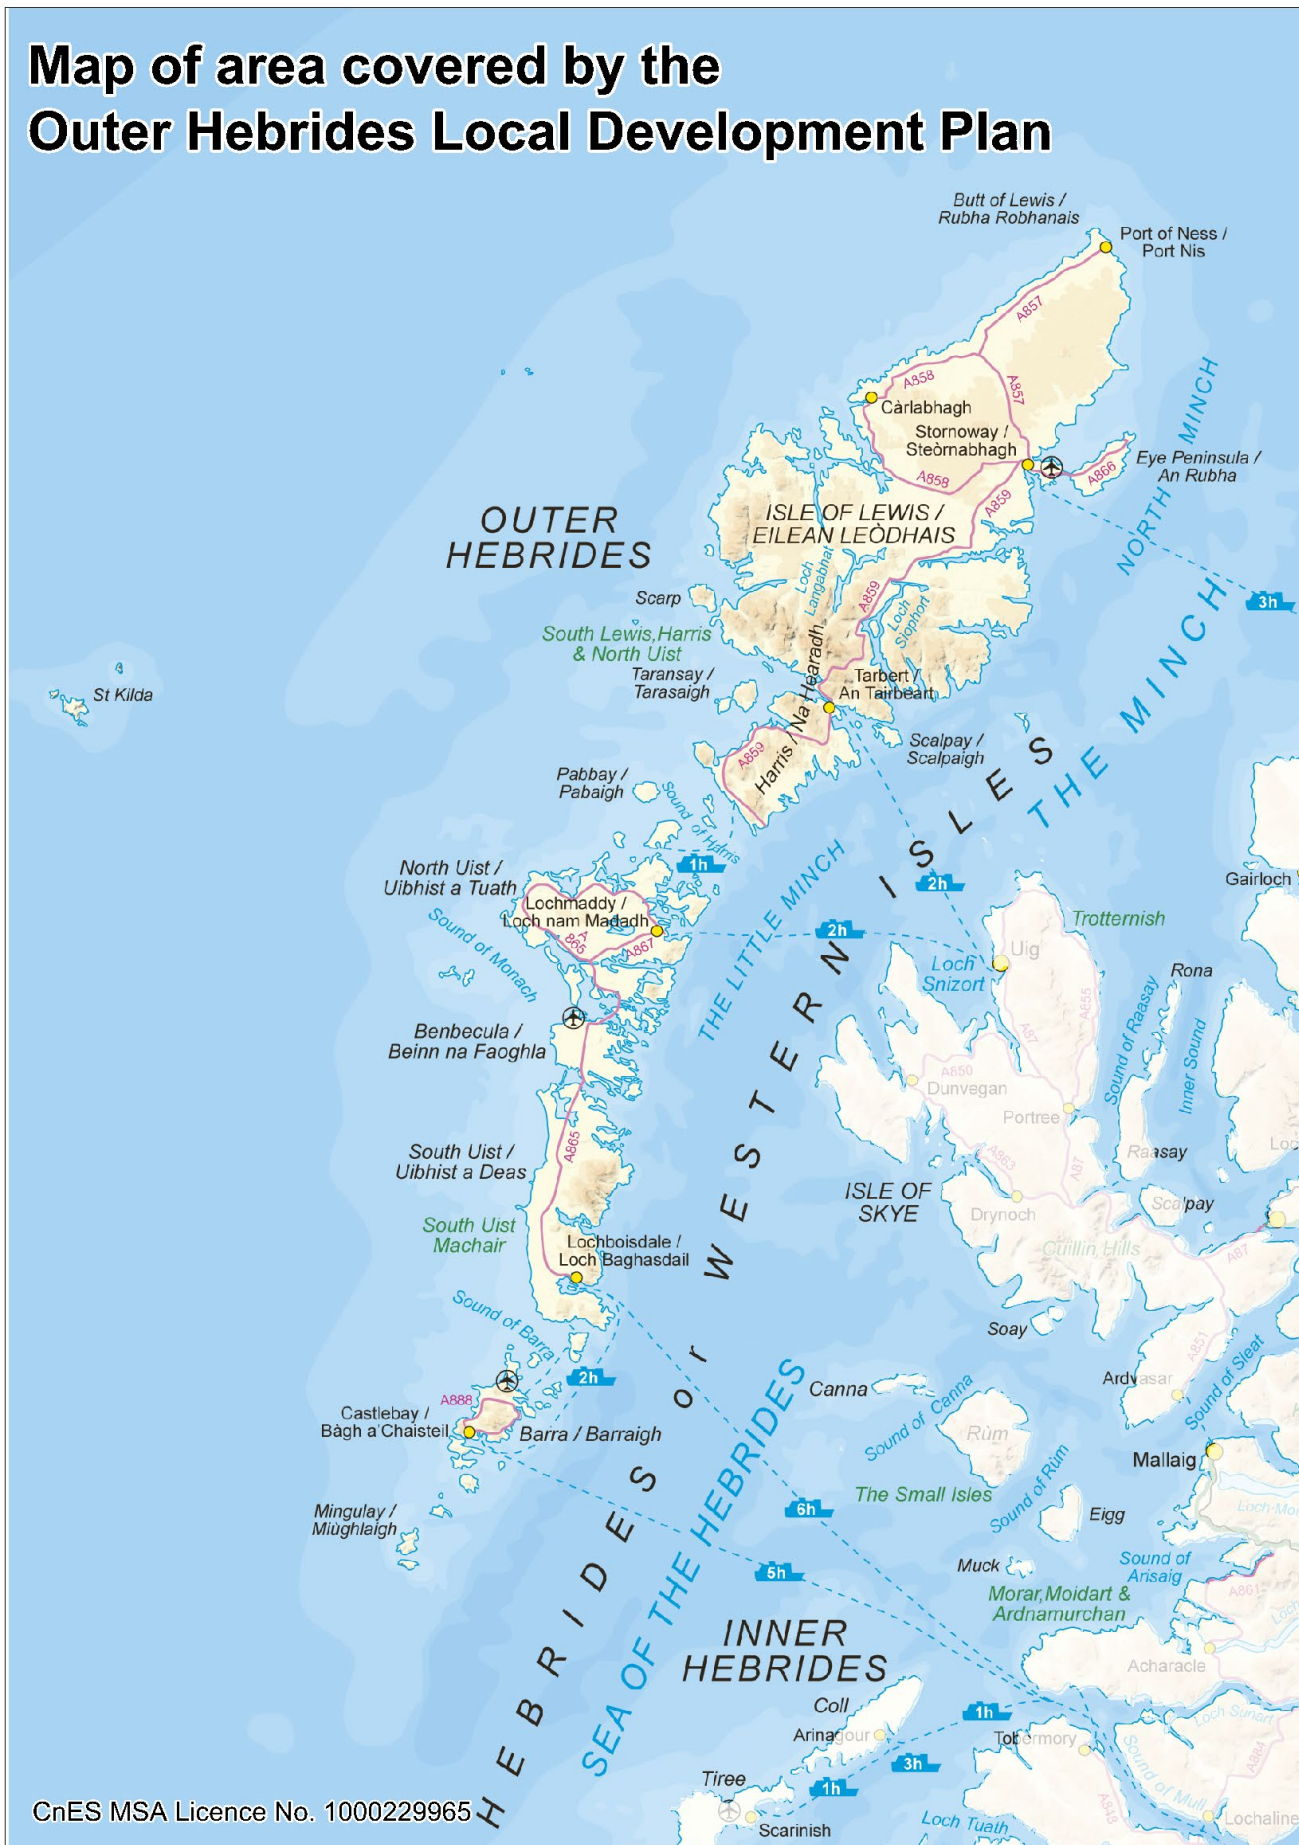 Map of area covered by the
Outer Hebrides Local Development Plan
Butt of Lewis /
Rubha Robhanais
Port of Ness /
Port Nis
A857
A858
A857
Càrlabhagh
Stornoway /
Steòrnabhagh
Eye Peninsula /
An Rubha
A866
A858
A859
NORTH MINCH
OUTER
HEBRIDES
ISLE OF LEWIS /
EILEAN LEÒDHAIS
Loch
Langabhat
A859
Loch
Siophort
3h
Scarp
South Lewis,Harris
& North Uist
Taransay /
Tarasaigh
Tarbert /
An Tairbeart
Harris / Na Hearadh
A859
St Kilda
Scalpay /
Scalpaigh
THE MINCH
Pabbay /
Pabaigh
Sound of Harris
1h
THE LITTLE MINCH
2h
2h
Gairloch
North Uist /
Uibhist a Tuath
Lochmaddy /
Loch nam Madadh
A
865
A867
Sound of Monach
Trotternish
Uig
Loch
Snizort
Rona
Sound of Raasay
Inner Sound
A855
A87
Benbecula /
Beinn na Faoghla
A850
Dunvegan
Portree
A863
A87
Raasay
Loc
South Uist /
Uibhist a Deas
A865
ISLE OF
SKYE
Drynoch
Scalpay
Cuillin Hills
A87
South Uist
Machair
Lochboisdale /
Loch Baghasdail
Sound of Barra
2h
Soay
A851
Ardvasar
Sound of Sleat
Canna
Sound of Canna
Rùm
A888
Castlebay /
Bàgh a'Chaisteil
Barra / Barraigh
Mallaig
The Small Isles
Sound of Rùm
Eigg
Loch-Mor
6h
Mingulay /
Miùghlaigh
5h
Muck
Sound of
Arisaig
Morar,Moidart &
Ardnamurchan
A861
Loch
INNER
HEBRIDES
SEA OF THE HEBRIDES
HEBRIDES or WESTERN ISLES
Acharacle
Coll
Arinagour
1h
3h
1h
Tobermory
Loch Sunart
A884
Sound of Mull
Tiree
Scarinish
Loch Tuath
A848
Lochaline
CnES MSA Licence No. 1000229965